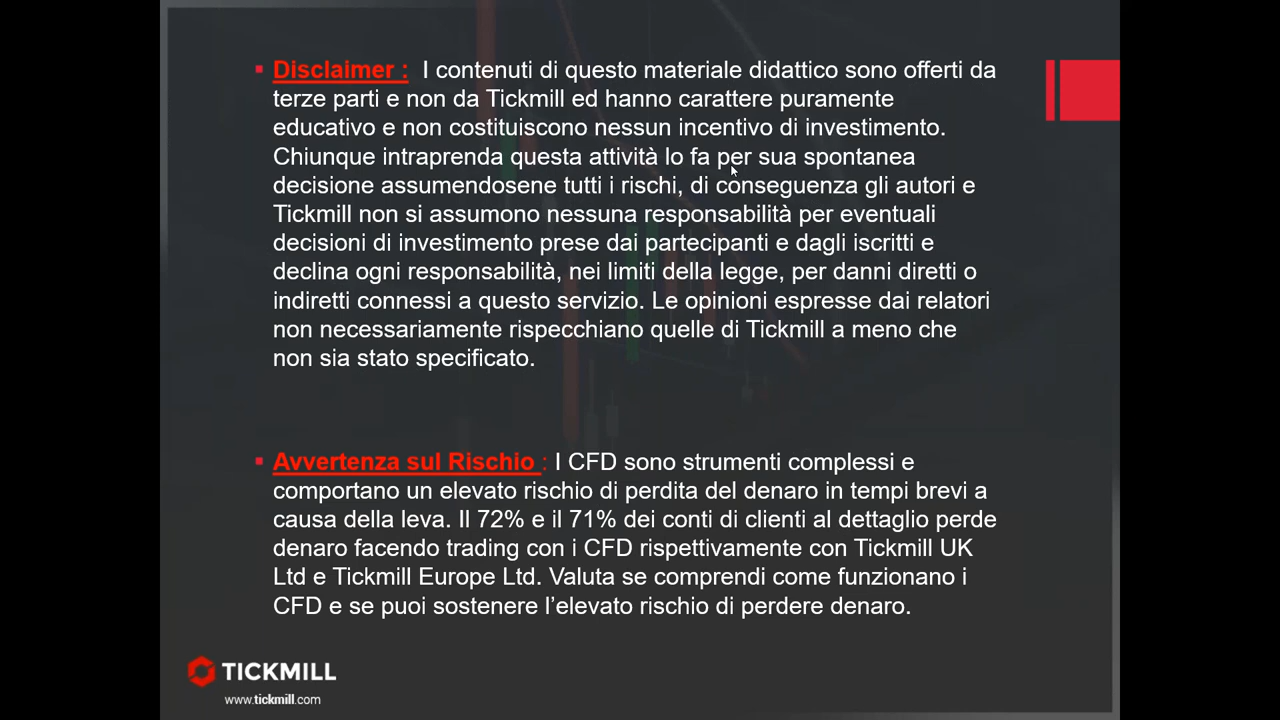 Disclaimer : I contenuti di questo materiale didattico sono offerti da
terze parti e non da Tickmill ed hanno carattere puramente
educativo e non costituiscono nessun incentivo di investimento.
Chiunque intraprenda questa attività lo fa per sua spontanea
decisione assumendosene tutti i rischi, di conseguenza gli autori e
Tickmill non si assumono nessuna responsabilità per eventuali
decisioni di investimento prese dai partecipanti e dagli iscritti e
declina ogni responsabilità, nei limiti della legge, per danni diretti o
indiretti connessi a questo servizio. Le opinioni espresse dai relatori
non necessariamente rispecchiano quelle di Tickmill a meno che
non sia stato specificato.
Avvertenza sul Rischio : I CFD sono strumenti complessi e
comportano un elevato rischio di perdita del denaro in tempi brevi a
causa della leva. Il 72% e il 71% dei conti di clienti al dettaglio perde
denaro facendo trading con i CFD rispettivamente con Tickmill UK
Ltd e Tickmill Europe Ltd. Valuta se comprendi come funzionano i
CFD e se puoi sostenere l’elevato rischio di perdere denaro.
TICKMILL
www.tickmill.com